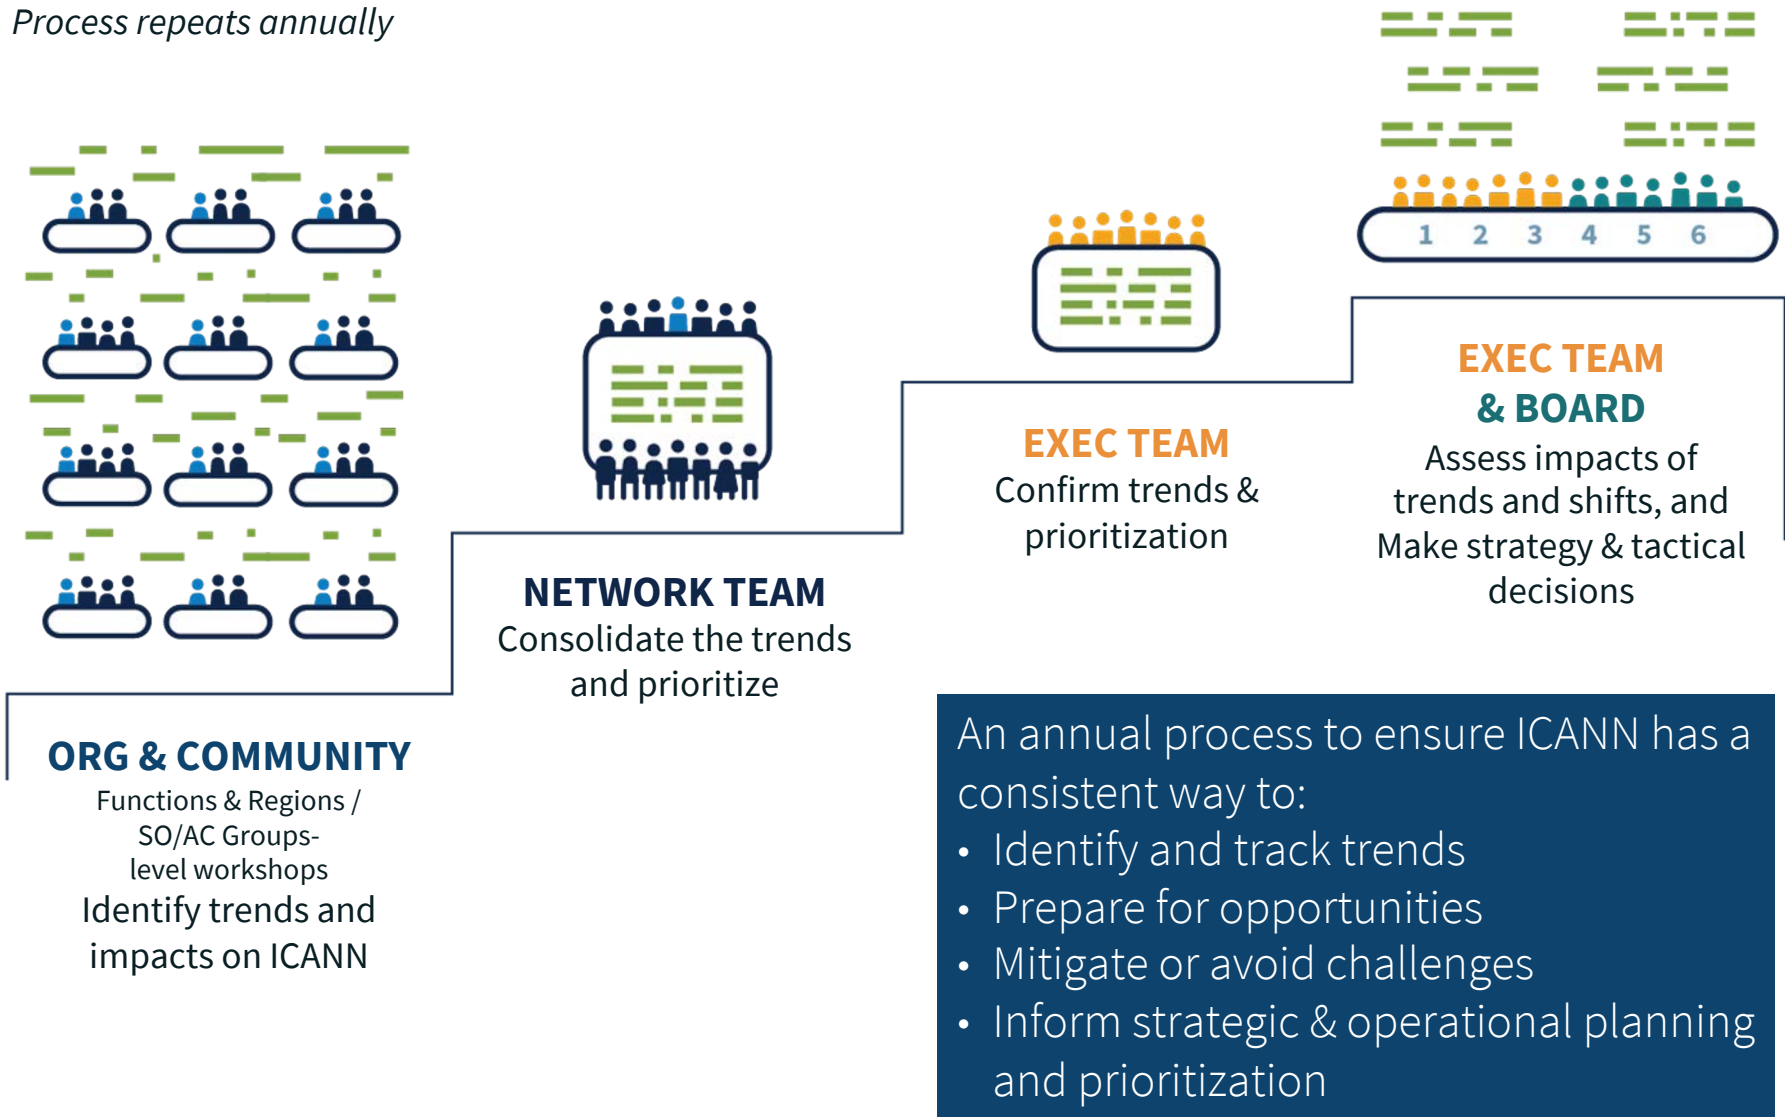 Process repeats annually
1 2 3 4 5 6
ORG & COMMUNITY
Functions & Regions /
SO/AC Groups-
level workshops
Identify trends and
impacts on ICANN
NETWORK TEAM
Consolidate the trends
and prioritize
EXEC TEAM
Confirm trends &
prioritization
EXEC TEAM
& BOARD
Assess impacts of
trends and shifts, and
Make strategy & tactical
decisions
An annual process to ensure ICANN has a
consistent way to:
• Identify and track trends
• Prepare for opportunities
• Mitigate or avoid challenges
• Inform strategic & operational planning
and prioritization